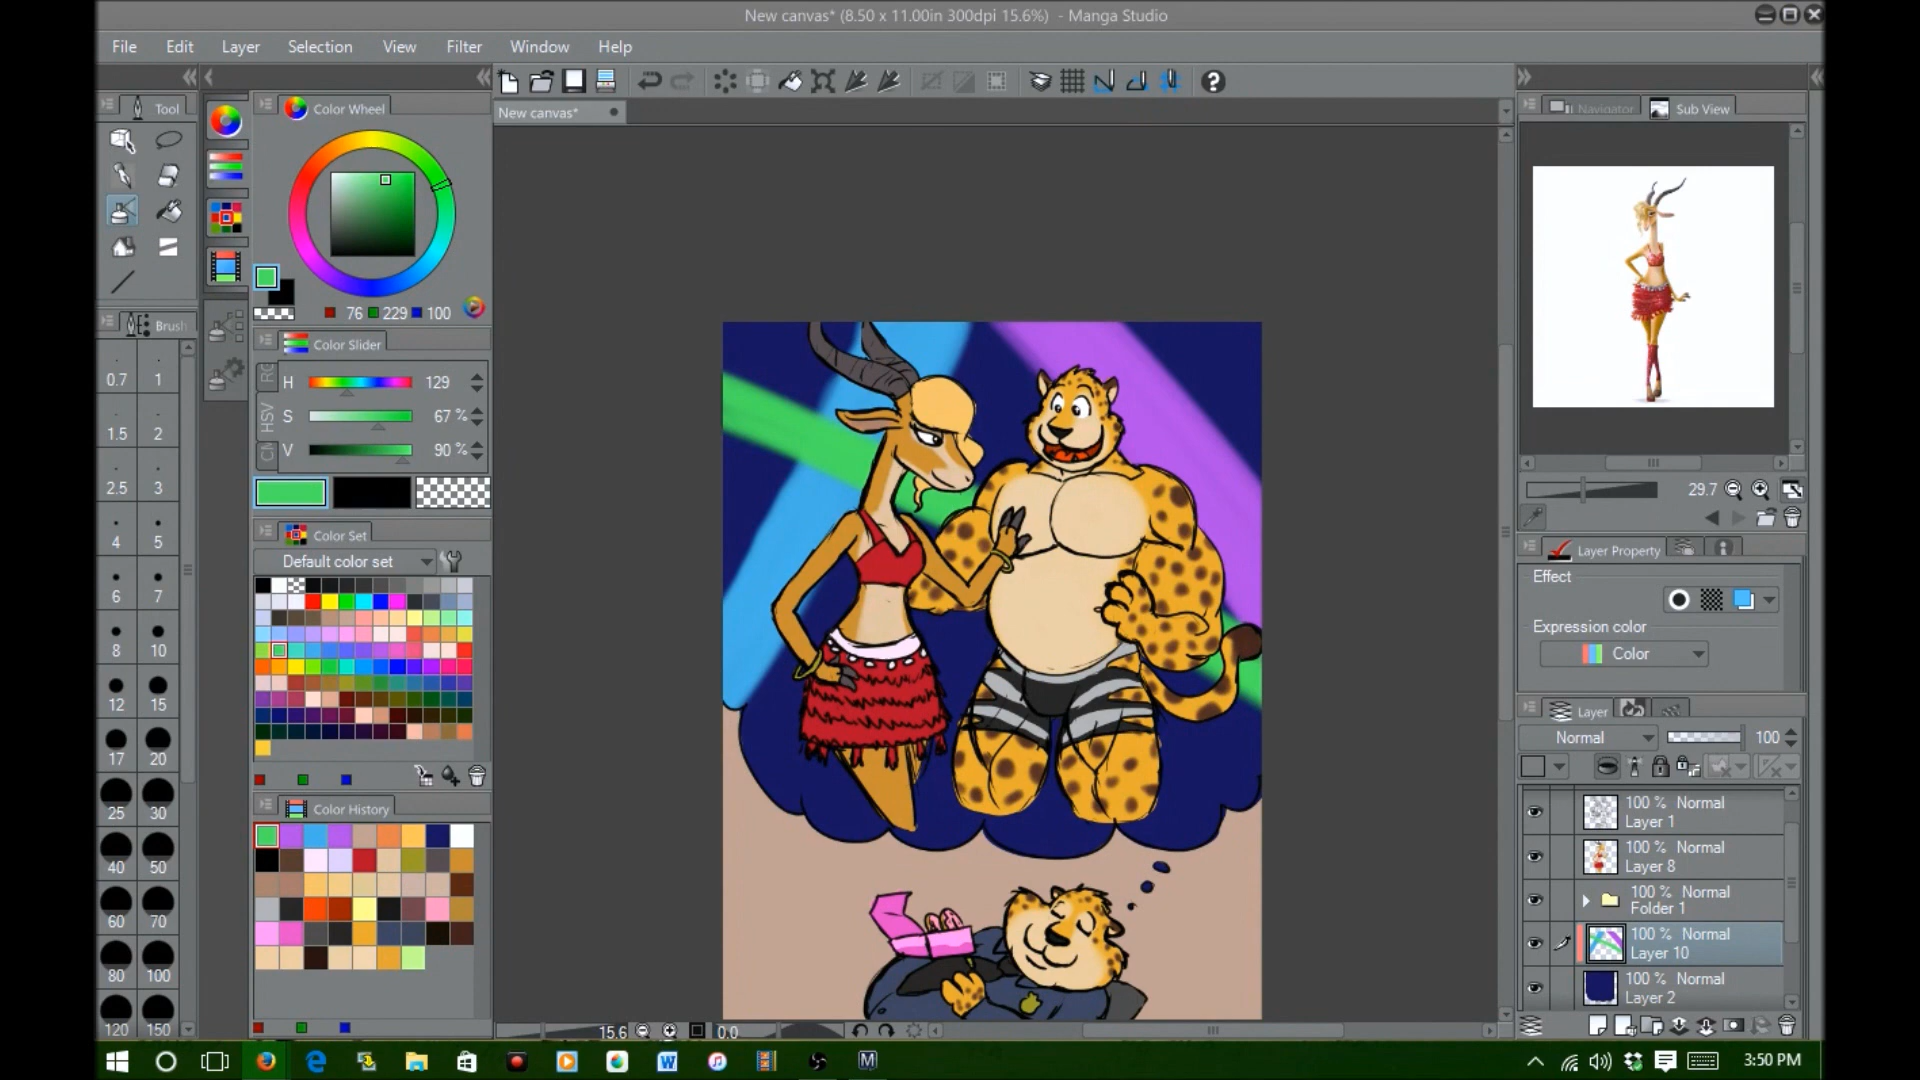 New canvas* (8.50 x 11.00in 300dpi 15.6%) - Manga Studio
File Edit Layer Selection View Filter Window Help
New canvas*
Tool
Color Wheel
Navigator
Sub View
76 229 100
Brush
Color Slider
HSV
H 129
S 67 %
V 90 %
0.7 1
1.5 2
2.5 3
4 5
6 7
8 10
12 15
17 20
25 30
40 50
60 70
80 100
120 150
Color Set
Default color set
Color History
29.7
Layer Property
Effect
Expression color
Color
Layer
Normal 100
100 % Normal
Layer 1
100 % Normal
Layer 8
100 % Normal
Folder 1
100 % Normal
Layer 10
100 % Normal
Layer 2
15.6 0.0
3:50 PM